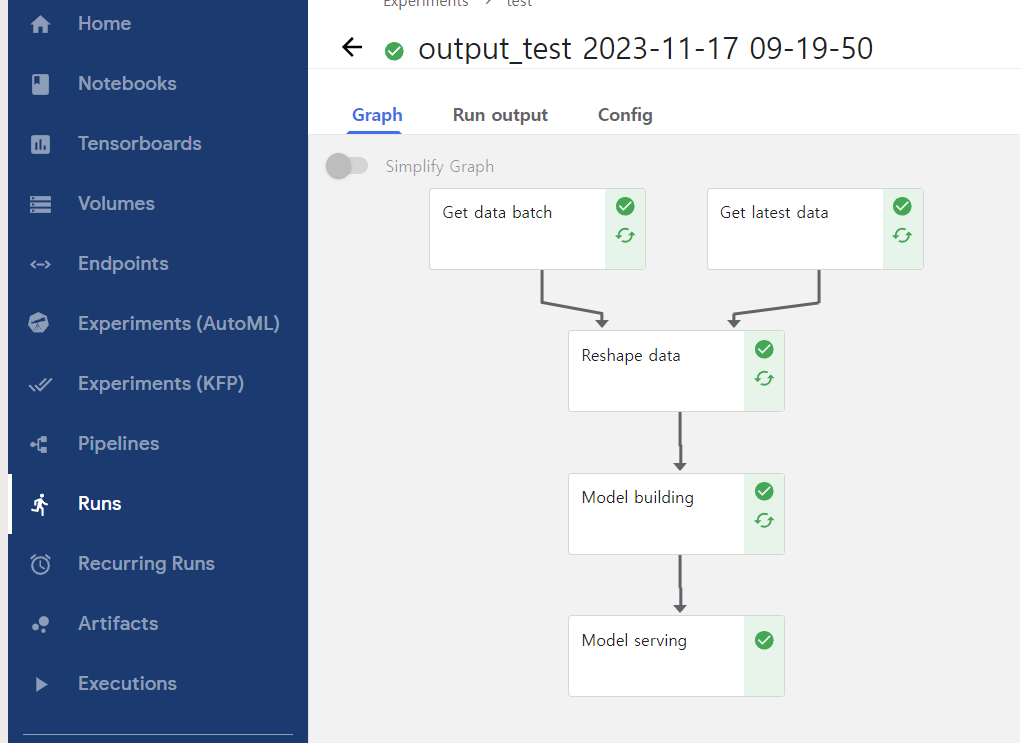 Home
Notebooks
Tensorboards
Volumes
Endpoints
Experiments (AutoML)
Experiments (KFP)
Pipelines
Runs
Recurring Runs
Artifacts
Executions
Experiments > test
output_test 2023-11-17 09-19-50
Graph Run output Config
Simplify Graph
Get data batch
Get latest data
Reshape data
Model building
Model serving